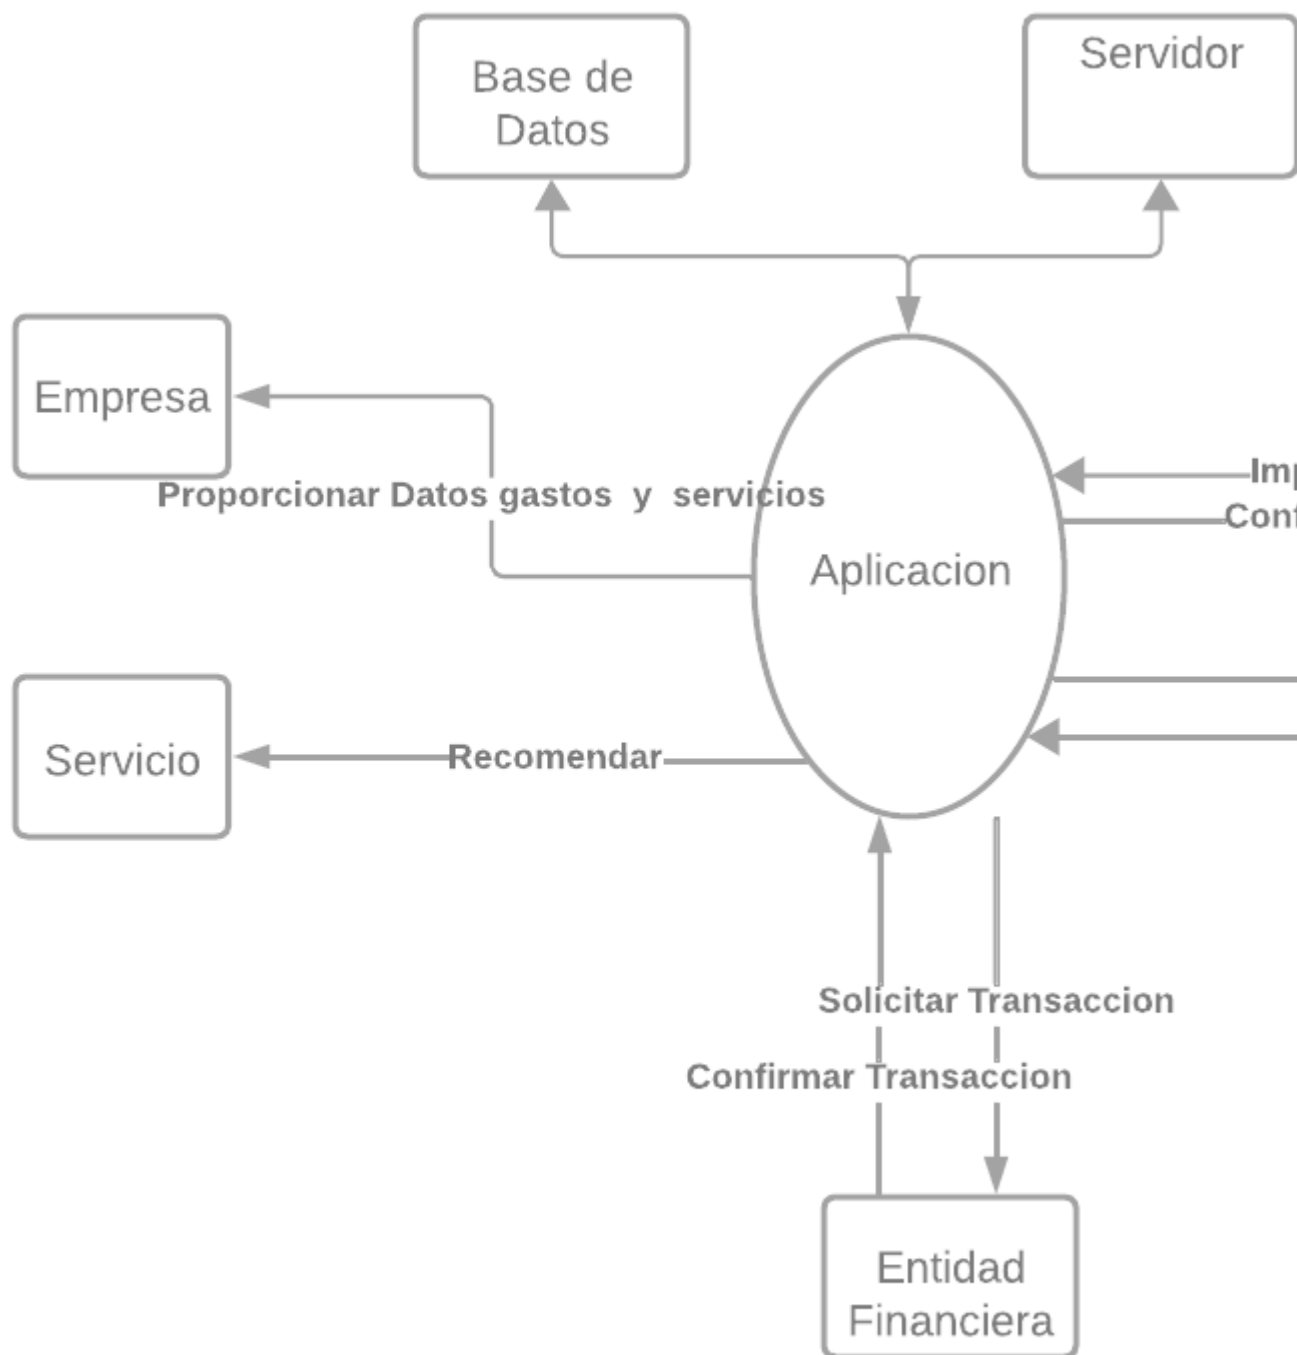 Base de
Datos
Servidor
Empresa
Proporcionar Datos gastos y servicios
Aplicacion
Servicio
Recomendar
Solicitar Transaccion
Confirmar Transaccion
Entidad
Financiera